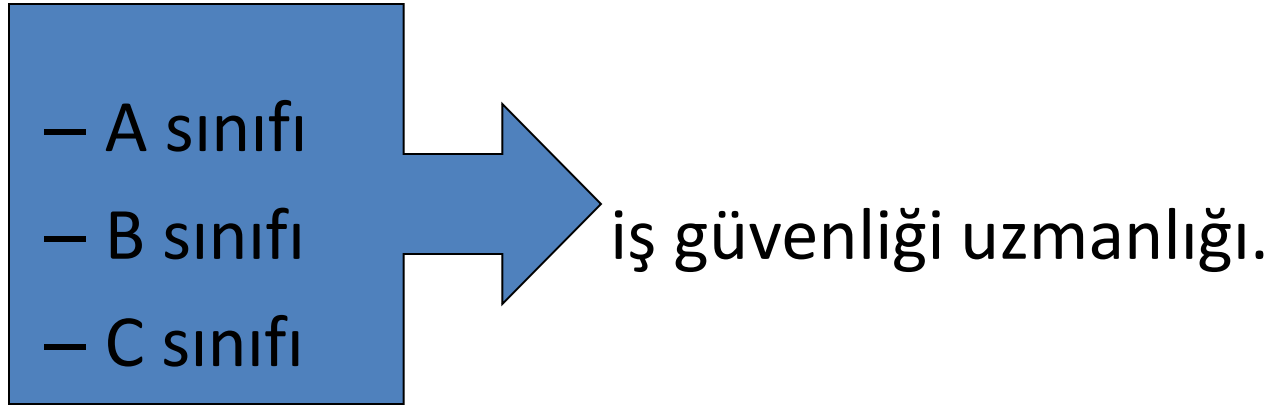 – A sınıfı
– B sınıfı
iş güvenliği uzmanlığı.
– C sınıfı